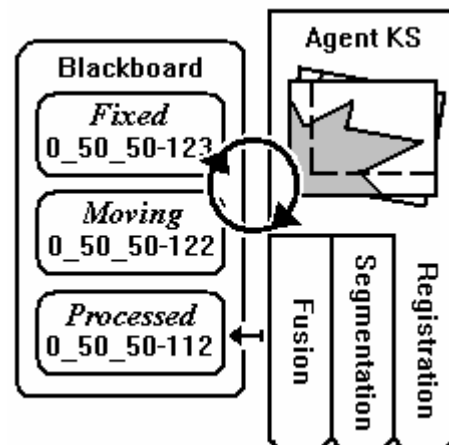 Blackboard
Fixed
0_50_50-123
Moving
0_50_50-122
Processed
0_50_50-112
Agent KS
Fusion
Segmentation
Registration